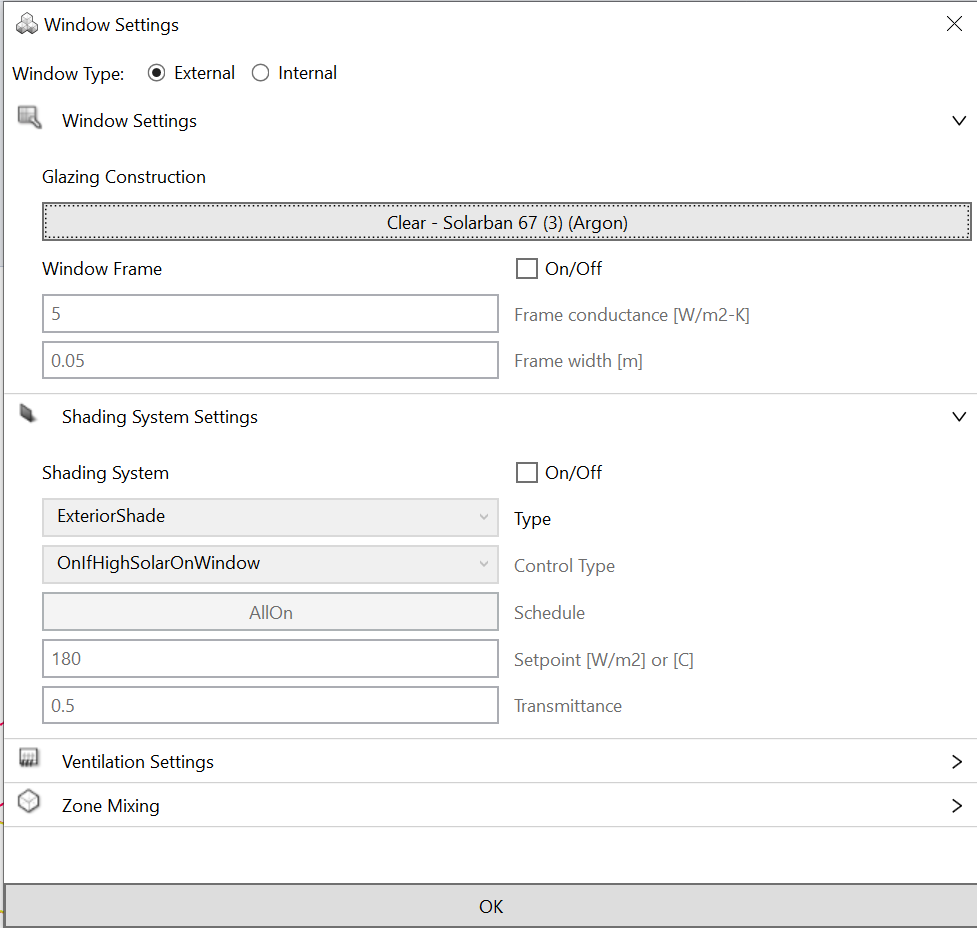 Window Settings
Window Type: External Internal
Window Settings
Glazing Construction
Clear - Solarban 67 (3) (Argon)
Window Frame On/Off
5 Frame conductance [W/m2-K]
0.05 Frame width [m]
Shading System Settings
Shading System On/Off
ExteriorShade Type
OnIfHighSolarOnWindow Control Type
AllOn Schedule
180 Setpoint [W/m2] or [C]
0.5 Transmittance
Ventilation Settings
Zone Mixing
OK